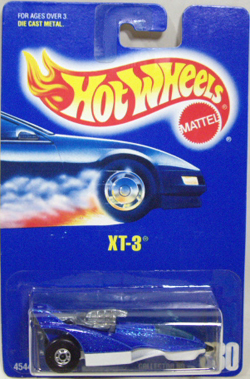 FOR AGES OVER 3
DIE CAST METAL.
HOT WHEELS
MATTEL
XT-3®